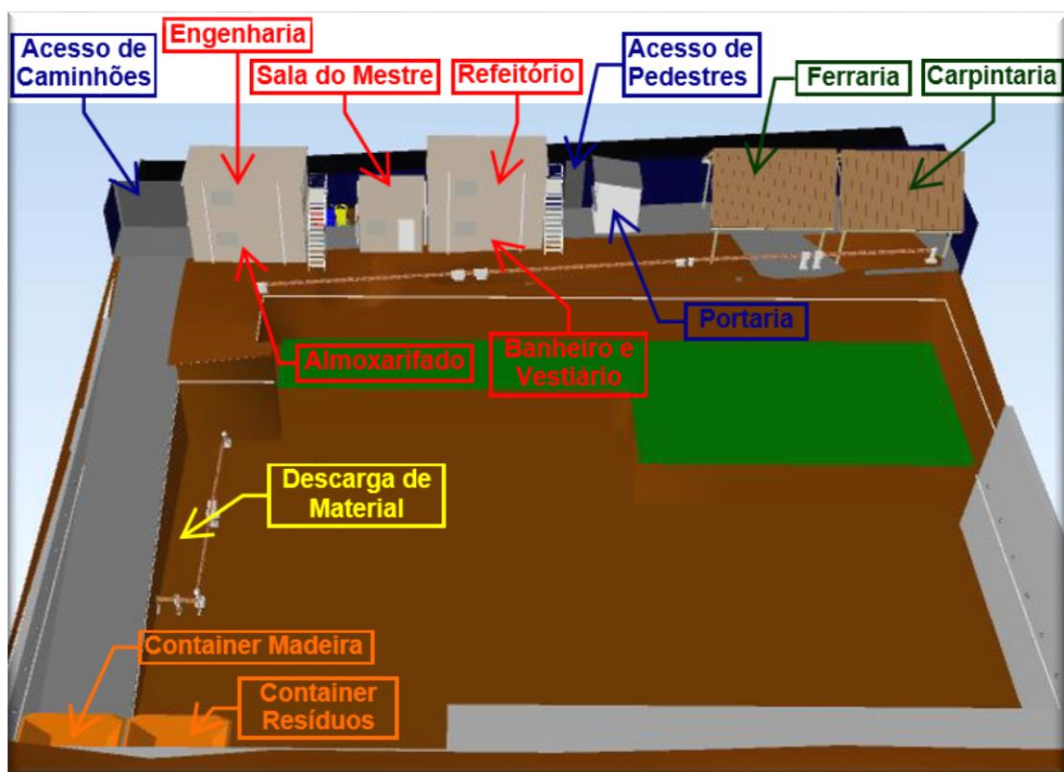 Acesso de
Caminhões
Engenharia
Sala do Mestre
Refeitório
Acesso de
Pedestres
Ferraria
Carpintaria
Portaria
Almoxarifado
Banheiro e
Vestiário
Descarga de
Material
Container Madeira
Container
Resíduos